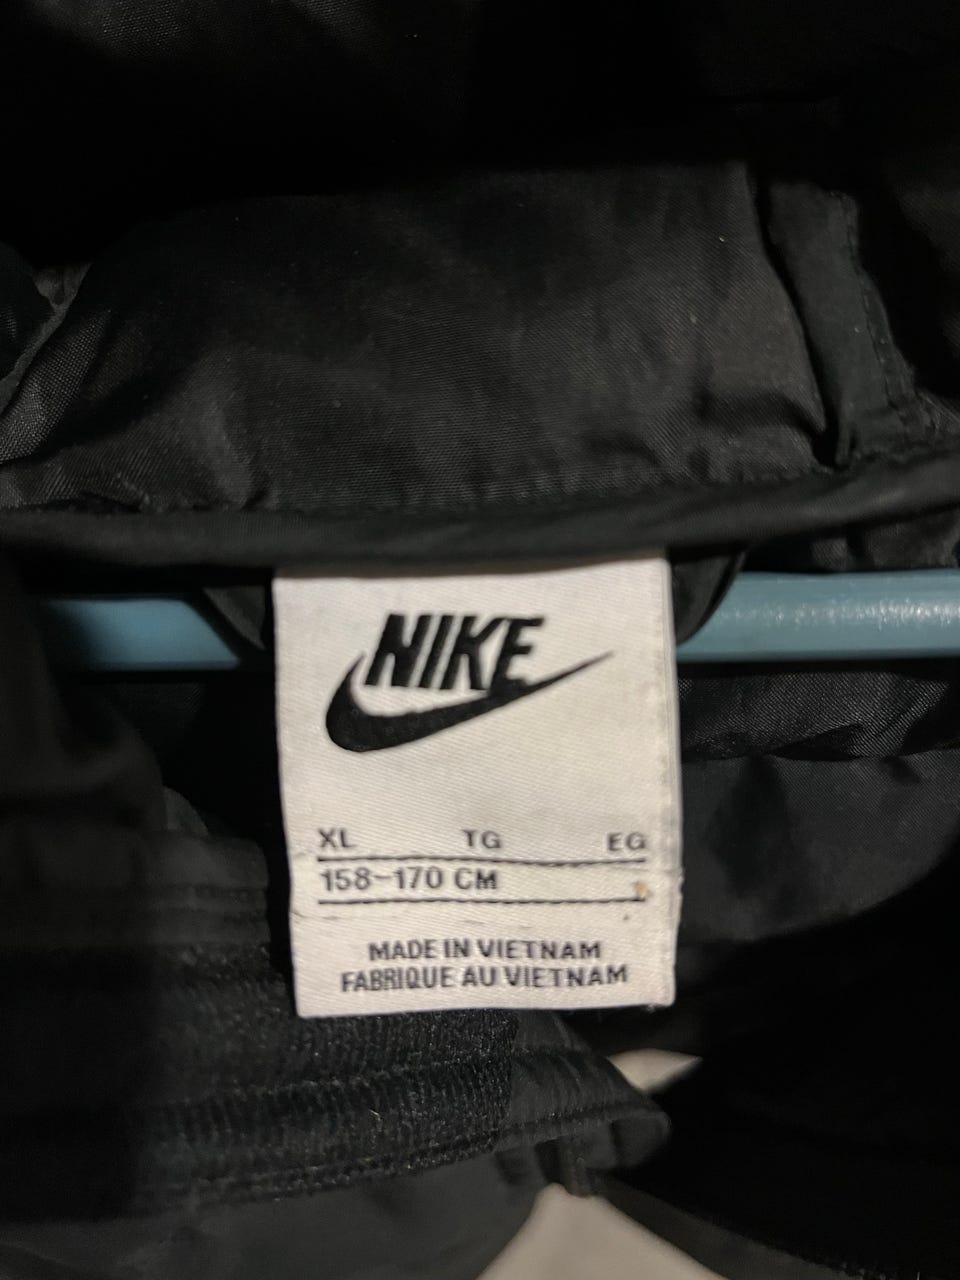 NIKE
XL TG EG
158-170 CM
MADE IN VIETNAM
FABRIQUE AU VIETNAM